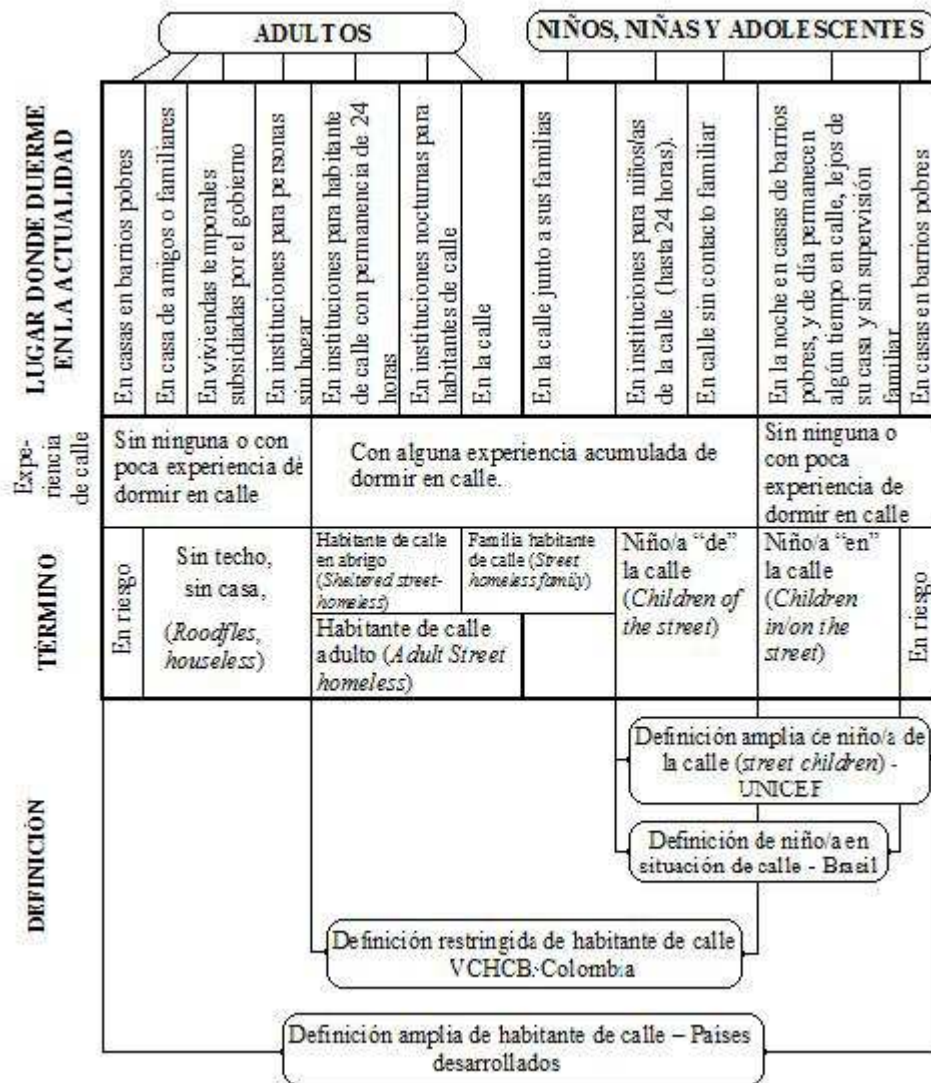 ADULTOS
NIÑOS, NIÑAS Y ADOLESCENTES
LUGAR DONDE DUERME
EN LA ACTUALIDAD
En casas en barrios pobres
En casa de amigos o familiares
En viviendas temporales
subsidiadas por el gobierno
En instituciones para personas
sin hogar
En instituciones para habitante
de calle con permanencia de 24
horas
En instituciones nocturnas para
habitantes de calle
En la calle
En la calle junto a sus familias
En instituciones para niños/as
de la calle (hasta 24 horas).
En calle sin contacto familiar
En la noche en casas de barrios
pobres, y de día permanecen
algún tiempo en calle, lejos de
su casa y sin supervisión
familiar
En casas en barrios pobres
Expe-
riencia
de calle
Sin ninguna o con
poca experiencia de
dormir en calle
Con alguna experiencia acumulada de
dormir en calle.
Sin ninguna o
con poca
experiencia de
dormir en calle
TÉRMINO
En riesgo
Sin techo,
sin casa,
(Roodfles,
houseless)
Habitante de calle
en abrigo
(Sheltered street-
homeless)
Familia habitante
de calle (Street
homeless family)
Habitante de calle
adulto (Adult Street
homeless)
Niño/a “de”
la calle
(Children of
the street)
Niño/a “en”
la calle
(Children
in/on the
street)
En riesgo
DEFINICIÓN
Definición amplia de niño/a de
la calle (street children) -
UNICEF
Definición de niño/a en
situación de calle - Brasil
Definición restringida de habitante de calle
VCHCB-Colombia
Definición amplia de habitante de calle – Paises
desarrollados